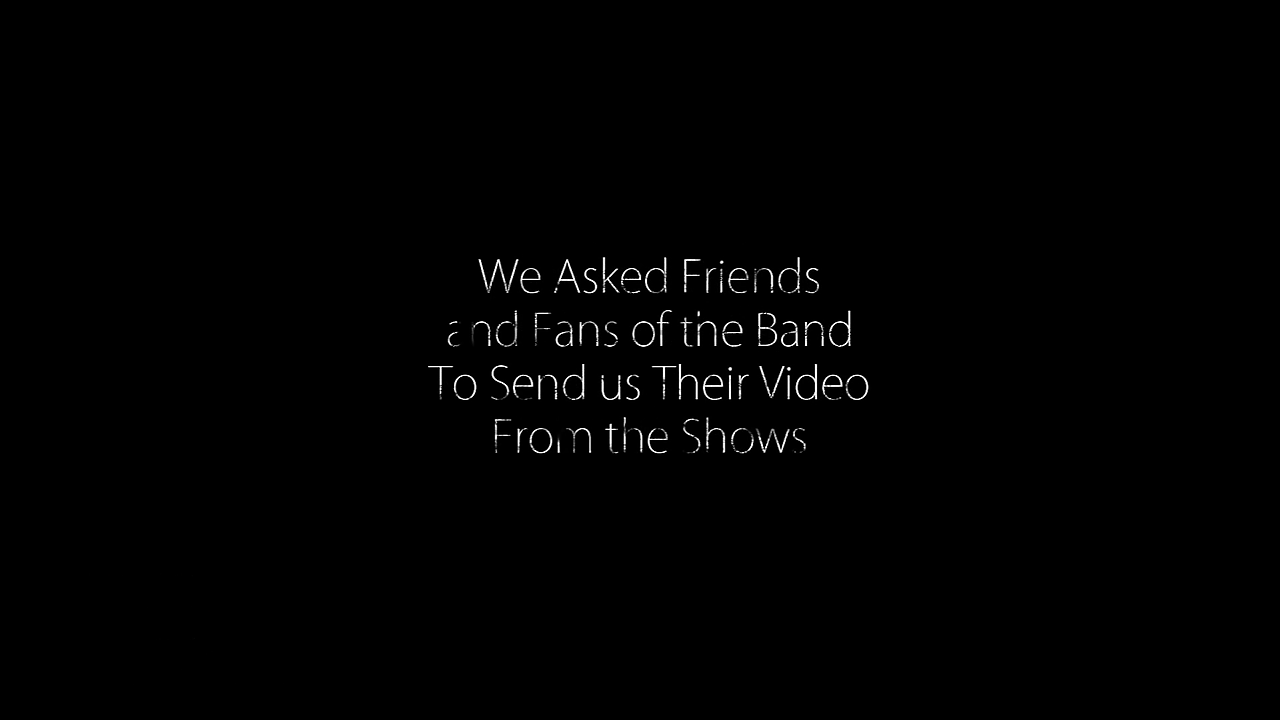 We Asked Friends
and Fans of the Band
To Send us Their Video
From the Shows